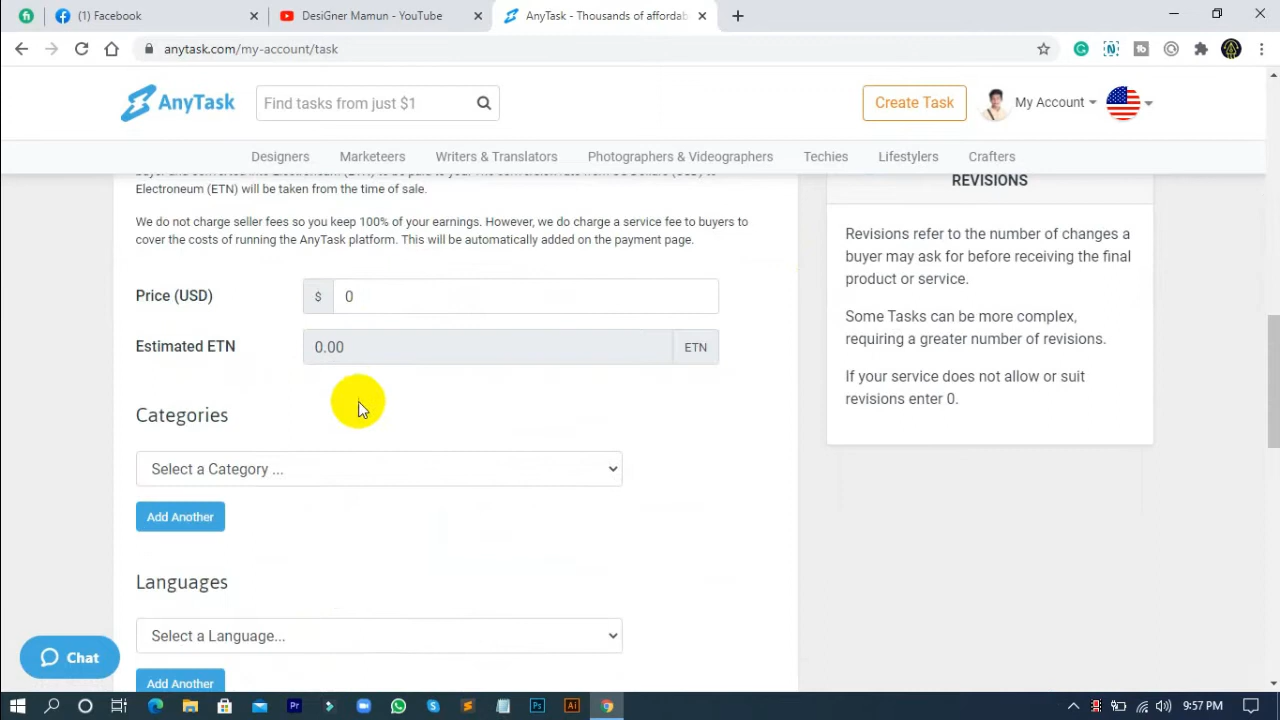 (1) Facebook
DesiGner Mamun - YouTube
AnyTask - Thousands of affordab
anytask.com/my-account/task
AnyTask
Find tasks from just $1
Create Task
My Account
Designers
Marketeers
Writers & Translators
Photographers & Videographers
Techies
Lifestylers
Crafters
Electroneum (ETN) will be taken from the time of sale.
We do not charge seller fees so you keep 100% of your earnings. However, we do charge a service fee to buyers to
cover the costs of running the AnyTask platform. This will be automatically added on the payment page.
Price (USD)
$ 0
Estimated ETN
0.00
ETN
Categories
Select a Category ...
Add Another
Languages
Select a Language...
Add Another
REVISIONS
Revisions refer to the number of changes a
buyer may ask for before receiving the final
product or service.
Some Tasks can be more complex,
requiring a greater number of revisions.
If your service does not allow or suit
revisions enter 0.
Chat
9:57 PM